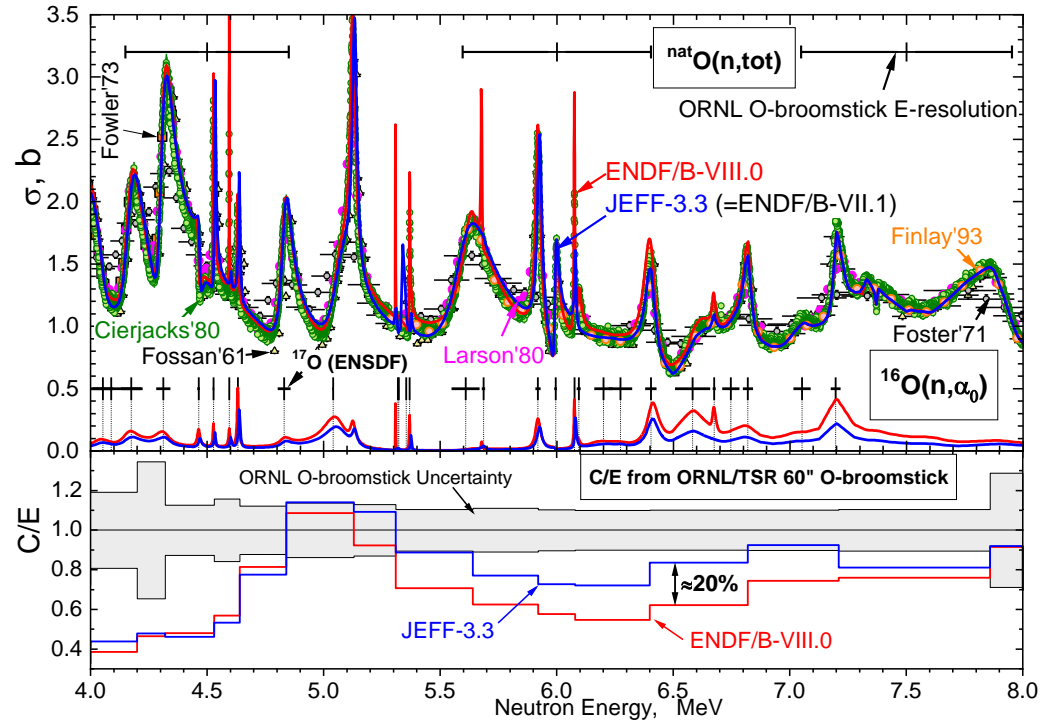 3.5
3.0
2.5
2.0
1.5
1.0
0.5
0.0
σ, b
Fowler'73
natO(n,tot)
ORNL O-broomstick E-resolution
ENDF/B-VIII.0
JEFF-3.3 (=ENDF/B-VII.1)
Finlay'93
Cierjacks'80
Fossan'61
Larson'80
Foster'71
17O (ENSDF)
16O(n,α0)
ORNL O-broomstick Uncertainty
C/E from ORNL/TSR 60" O-broomstick
1.2
1.0
0.8
0.6
0.4
C/E
≈20%
JEFF-3.3
ENDF/B-VIII.0
4.0 4.5 5.0 5.5 6.0 6.5 7.0 7.5 8.0
Neutron Energy, MeV